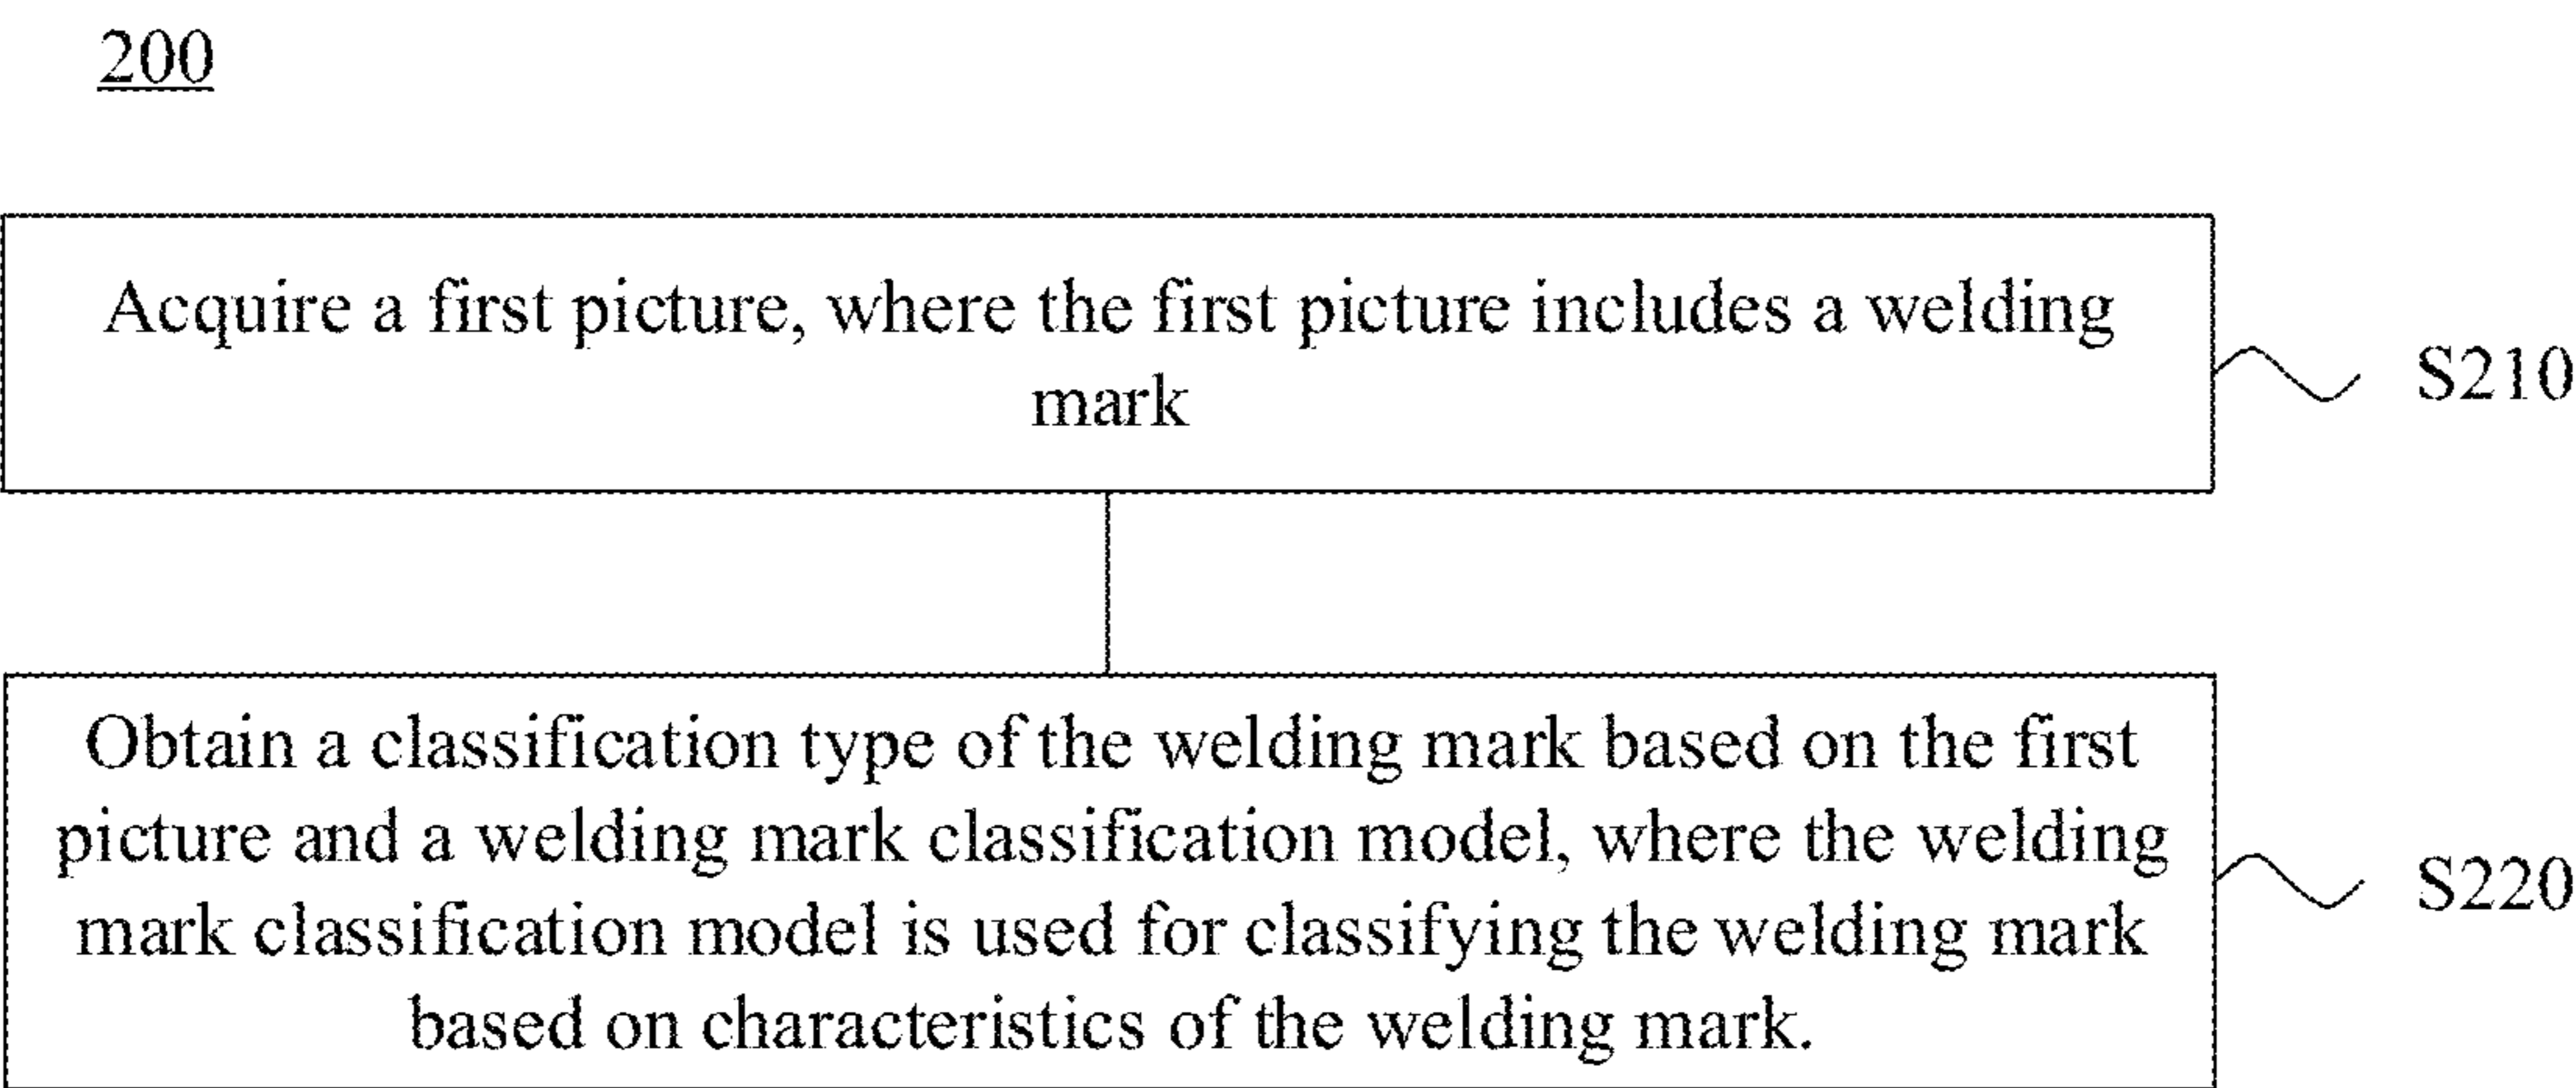 200
Acquire a first picture, where the first picture includes a welding
mark
S210
Obtain a classification type of the welding mark based on the first
picture and a welding mark classification model, where the welding
mark classification model is used for classifying the welding mark
based on characteristics of the welding mark.
S220